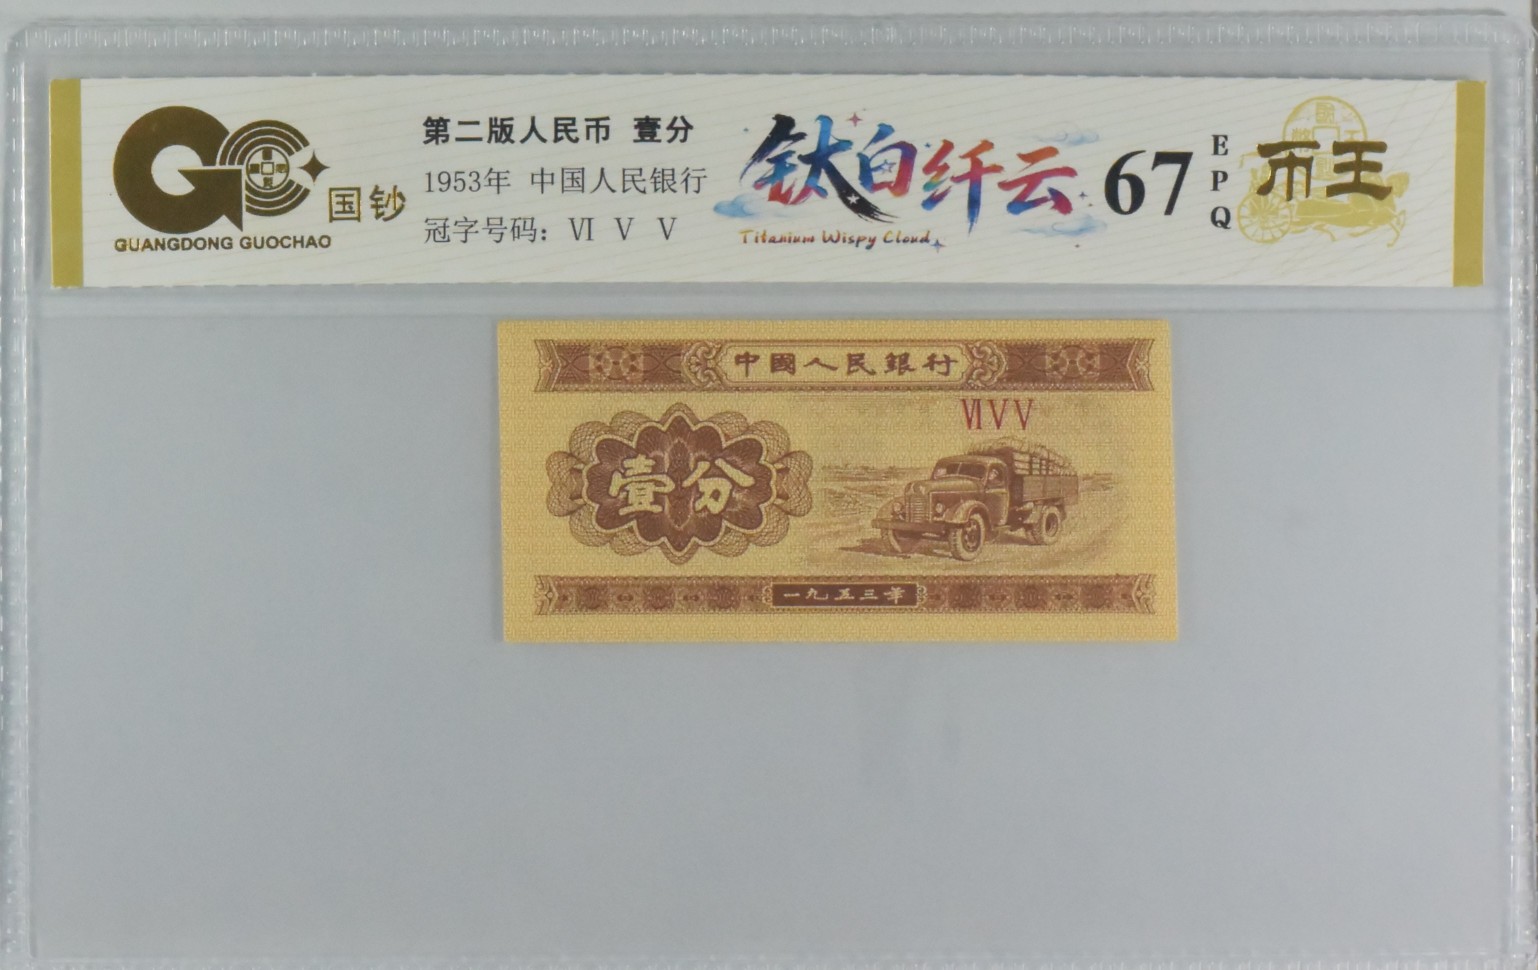 国钞
GUANGDONG GUOCHAO
第二版人民币 壹分
1953年 中国人民银行
冠字号码：Ⅵ Ⅴ Ⅴ
钛白纤云
Titanium Wispy Cloud
67
EPQ
币王
中國人民銀行
ⅥⅤⅤ
壹分
一九五三年